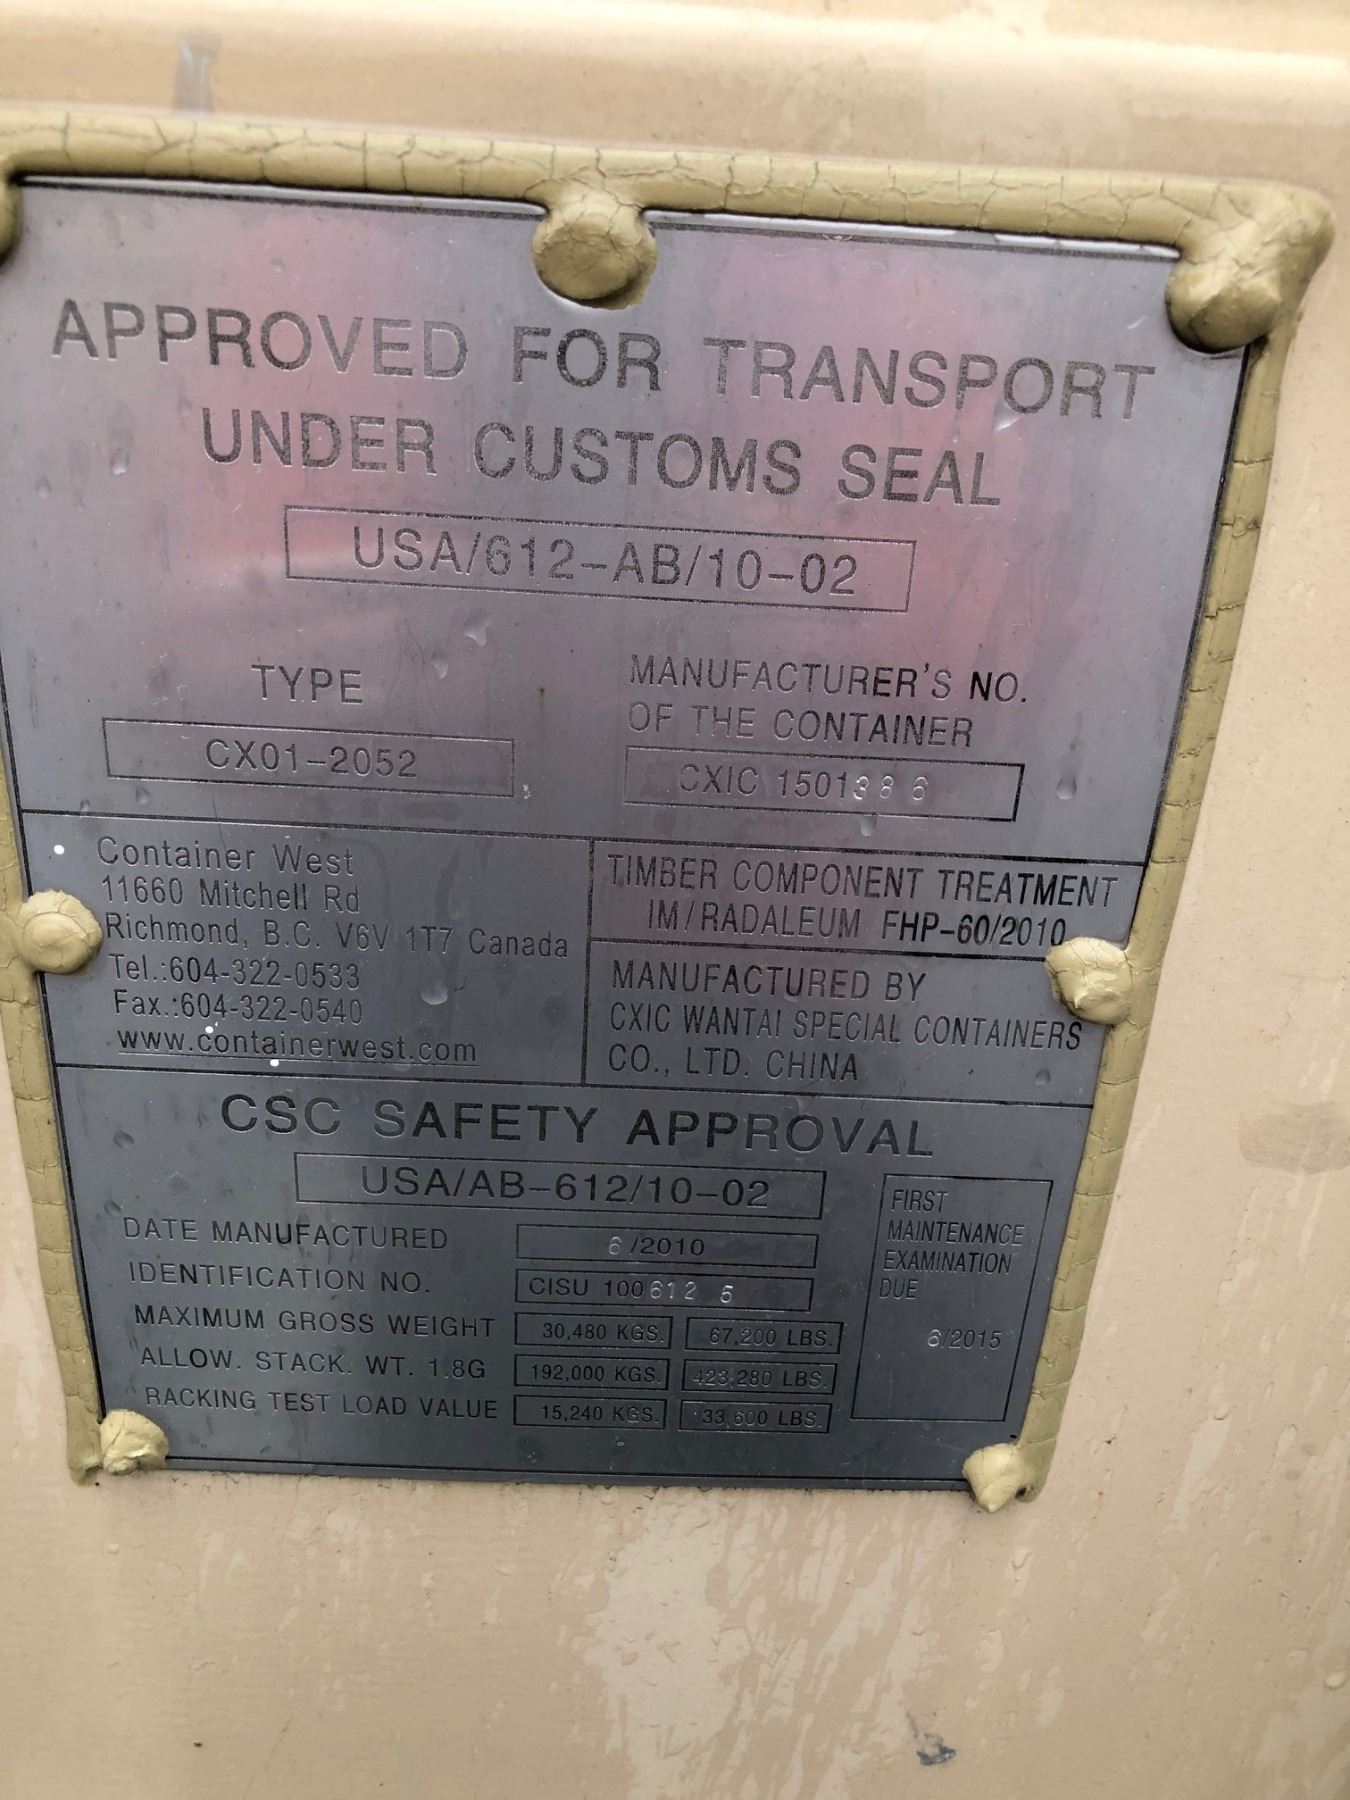 APPROVED FOR TRANSPORT
UNDER CUSTOMS SEAL
USA/612-AB/10-02
TYPE
CX01-2052
MANUFACTURER'S NO.
OF THE CONTAINER
CXIC 1501386
Container West
11660 Mitchell Rd
Richmond, B.C. V6V 1T7 Canada
Tel.:604-322-0533
Fax.:604-322-0540
www.containerwest.com
TIMBER COMPONENT TREATMENT
IM/RADALEUM FHP-60/2010
MANUFACTURED BY
CXIC WANTAI SPECIAL CONTAINERS
CO., LTD. CHINA
CSC SAFETY APPROVAL
USA/AB-612/10-02
DATE MANUFACTURED 6/2010
IDENTIFICATION NO. CISU 100612 5
MAXIMUM GROSS WEIGHT 30,480 KGS. 67,200 LBS.
ALLOW. STACK. WT. 1.8G 192,000 KGS. 423,280 LBS.
RACKING TEST LOAD VALUE 15,240 KGS. 33,600 LBS.
FIRST
MAINTENANCE
EXAMINATION
DUE
6/2015